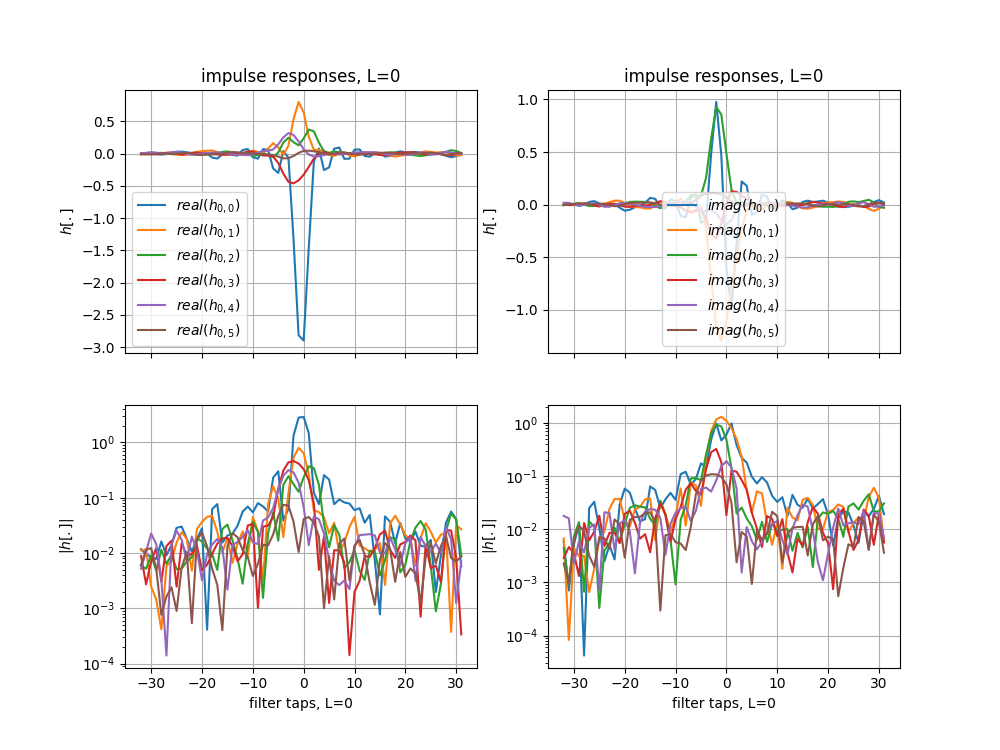 impulse responses, L=0
0.5
0.0
−0.5
−1.0
−1.5
−2.0
−2.5
−3.0
h[.]
real(h0,0)
real(h0,1)
real(h0,2)
real(h0,3)
real(h0,4)
real(h0,5)
impulse responses, L=0
1.0
0.5
0.0
−0.5
−1.0
h[.]
imag(h0,0)
imag(h0,1)
imag(h0,2)
imag(h0,3)
imag(h0,4)
imag(h0,5)
10^0
10^−1
10^−2
10^−3
10^−4
|h[.]|
−30 −20 −10 0 10 20 30
filter taps, L=0
10^0
10^−1
10^−2
10^−3
10^−4
|h[.]|
−30 −20 −10 0 10 20 30
filter taps, L=0